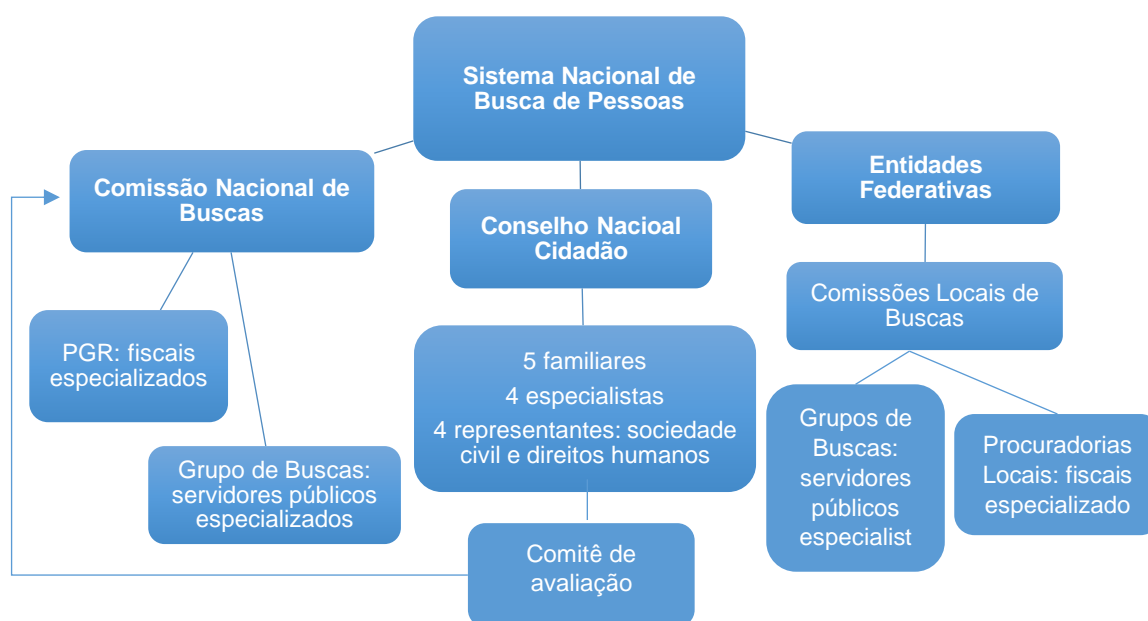 Sistema Nacional de
Busca de Pessoas
Comissão Nacional de
Buscas
Conselho Nacioal
Cidadão
Entidades
Federativas
PGR: fiscais
especializados
Grupo de Buscas:
servidores públicos
especializados
5 familiares
4 especialistas
4 representantes: sociedade
civil e direitos humanos
Comitê de
avaliação
Comissões Locais de
Buscas
Grupos de
Buscas:
servidores
públicos
especialist
Procuradorias
Locais: fiscais
especializado